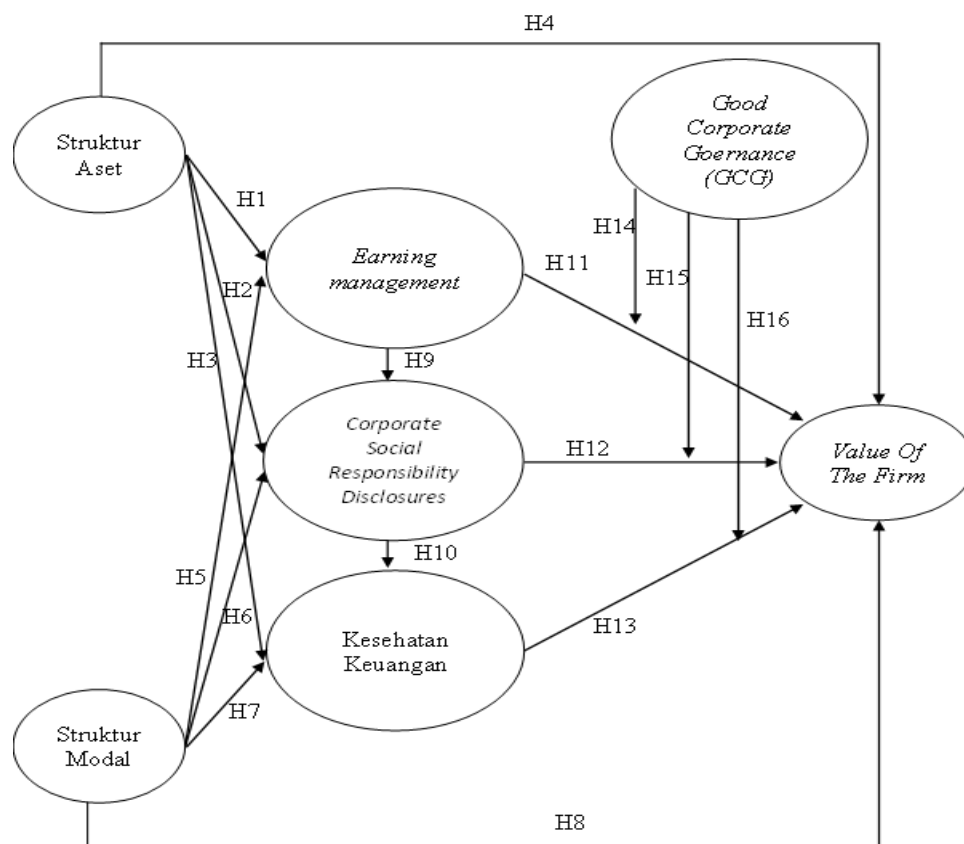 H4
Good
Corporate
Goernance
(GCG)
Struktur
Aset
H1
H14
Earning
management
H11
H15
H2
H16
H3
H9
Corporate
Social
Responsibility
Disclosures
H12
Value Of
The Firm
H10
H5
H6
Kesehatan
Keuangan
H13
H7
Struktur
Modal
H8